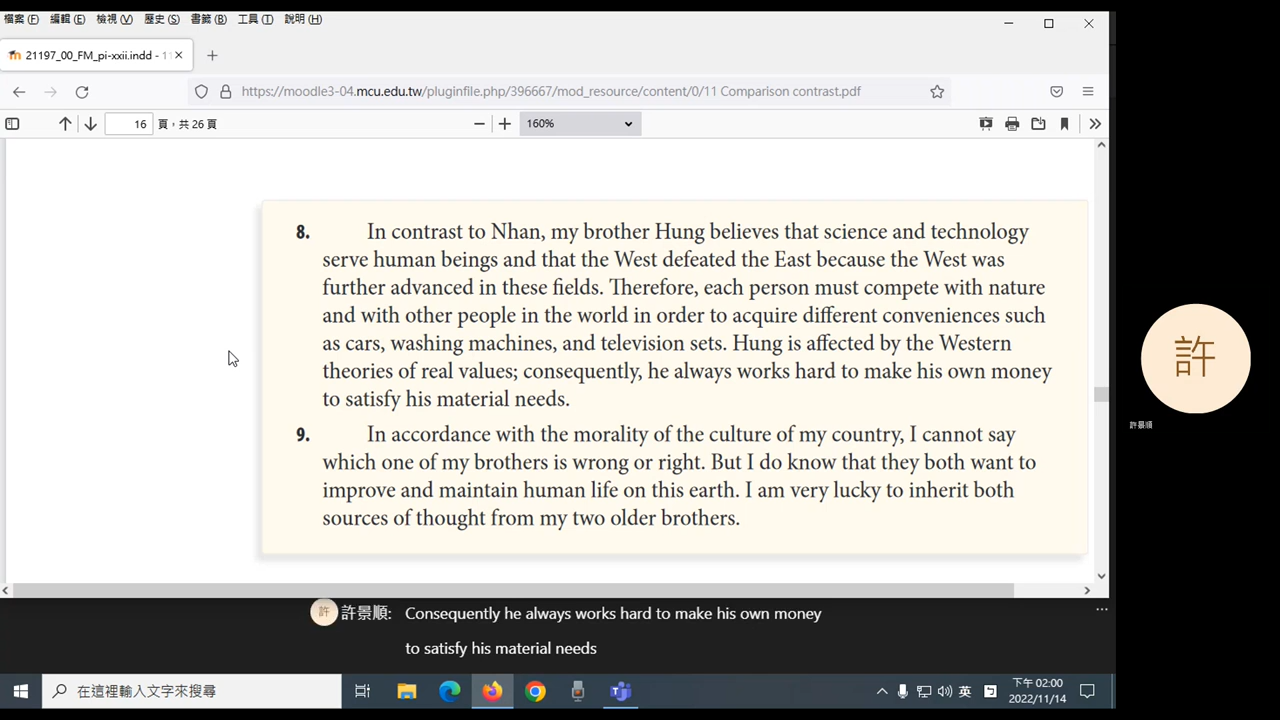 檔案(F) 編輯(E) 檢視(V) 歷史(S) 書籤(B) 工具(T) 說明(H)
21197_00_FM_pi-xxii.indd - 11
https://moodle3-04.mcu.edu.tw/pluginfile.php/396667/mod_resource/content/0/11 Comparison contrast.pdf
16 頁，共 26 頁
160%
8. In contrast to Nhan, my brother Hung believes that science and technology
serve human beings and that the West defeated the East because the West was
further advanced in these fields. Therefore, each person must compete with nature
and with other people in the world in order to acquire different conveniences such
as cars, washing machines, and television sets. Hung is affected by the Western
theories of real values; consequently, he always works hard to make his own money
to satisfy his material needs.
9. In accordance with the morality of the culture of my country, I cannot say
which one of my brothers is wrong or right. But I do know that they both want to
improve and maintain human life on this earth. I am very lucky to inherit both
sources of thought from my two older brothers.
許
許景順
許 許景順: Consequently he always works hard to make his own money
to satisfy his material needs
在這裡輸入文字來搜尋
英
ㄅ
下午 02:00
2022/11/14